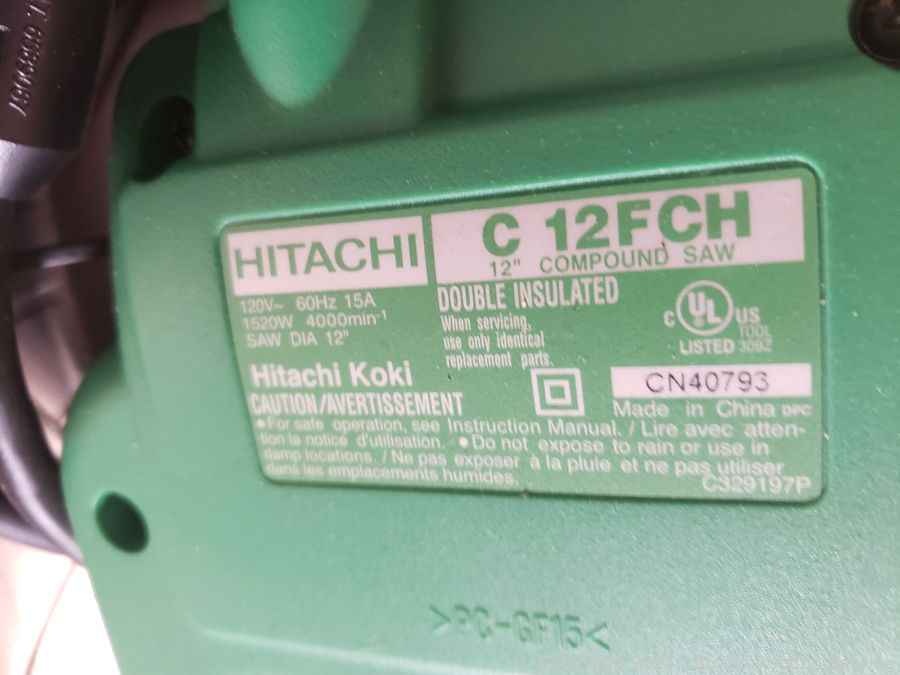 HITACHI
C 12FCH
12" COMPOUND SAW
120V~ 60Hz 15A
1520W 4000min-1
SAW DIA 12"
DOUBLE INSULATED
When servicing,
use only identical
replacement parts.
C UL US
LISTED
TOOL
309Z
Hitachi Koki
CN40793
Made in China DPC
CAUTION/AVERTISSEMENT
•For safe operation, see Instruction Manual. / Lire avec atten-
tion la notice d'utilisation. •Do not expose to rain or use in
damp locations. / Ne pas exposer à la pluie et ne pas utiliser
dans les emplacements humides.
C329197P
>PC-GF15<